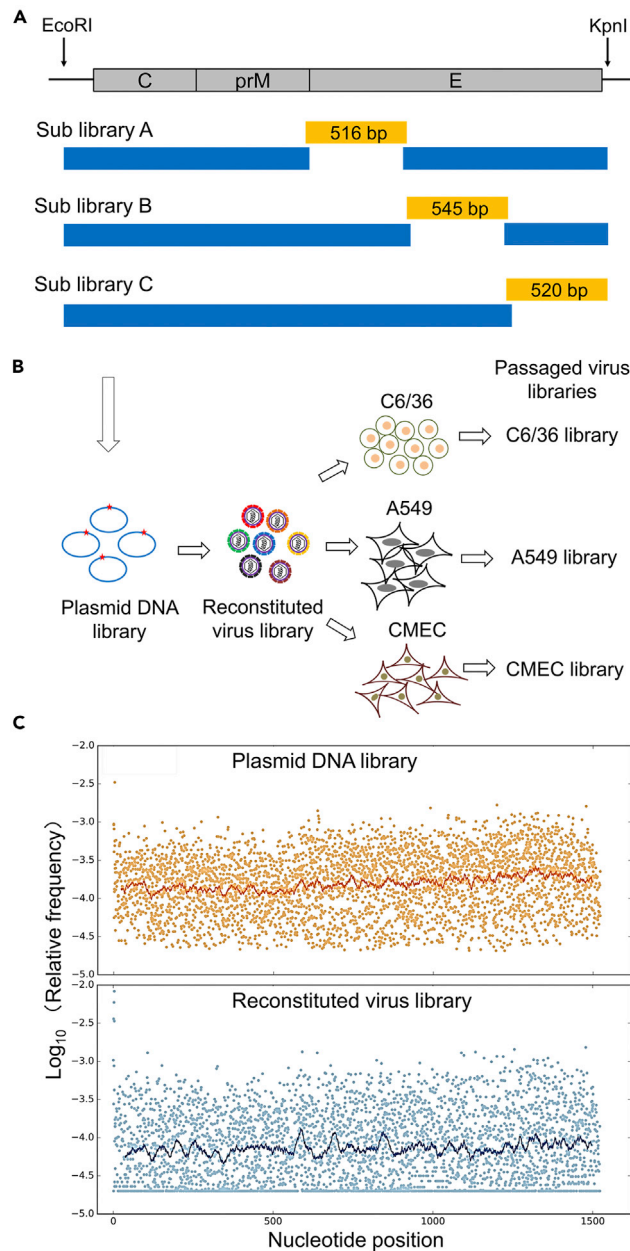 A
EcoRI
KpnI
C
prM
E
Sub library A
516 bp
Sub library B
545 bp
Sub library C
520 bp
B
Passaged virus
libraries
C6/36
C6/36 library
A549
A549 library
Plasmid DNA
library
Reconstituted
virus library
CMEC
CMEC library
C
Log10（Relative frequency)
Plasmid DNA library
−2.0
−2.5
−3.0
−3.5
−4.0
−4.5
−5.0
Reconstituted virus library
−2.0
−2.5
−3.0
−3.5
−4.0
−4.5
−5.0
0
500
1000
1500
Nucleotide position